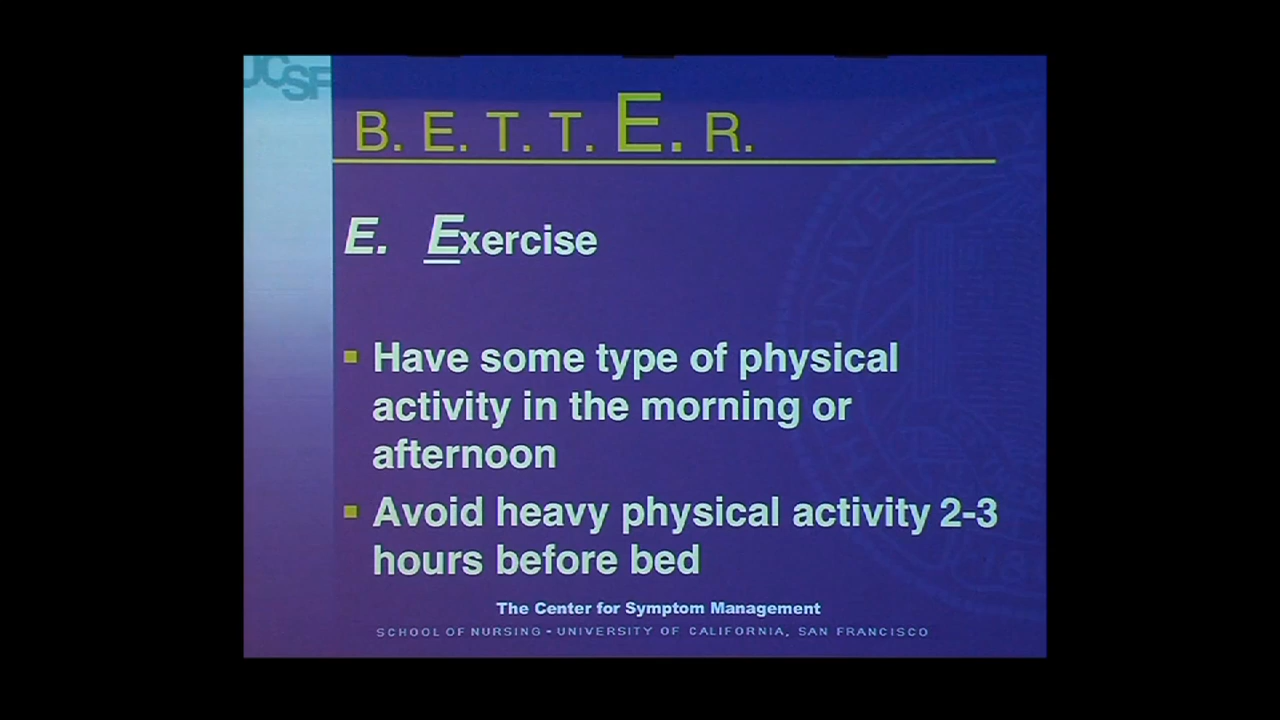 UCSF
B. E. T. T. E. R.
E. Exercise
Have some type of physical
activity in the morning or
afternoon
Avoid heavy physical activity 2-3
hours before bed
The Center for Symptom Management
SCHOOL OF NURSING - UNIVERSITY OF CALIFORNIA, SAN FRANCISCO